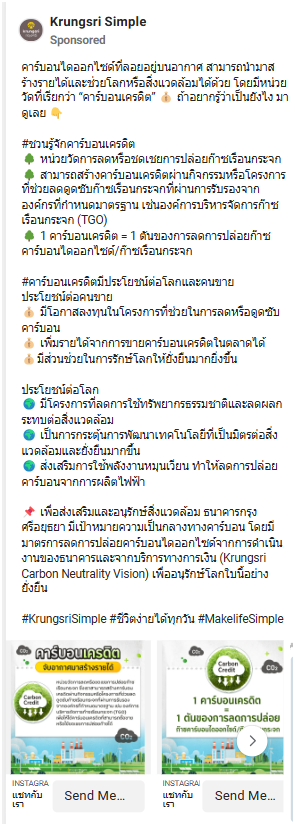 Krungsri Simple
Sponsored
คาร์บอนไดออกไซด์ที่ลอยอยู่บนอากาศ สามารถนำมาส
ร้างรายได้และช่วยโลกหรือสิ่งแวดล้อมได้ด้วย โดยมีหน่วย
วัดที่เรียกว่า "คาร์บอนเครดิต" 💰 ถ้าอยากรู้ว่าเป็นยังไง มา
ดูเลย 👇
#ชวนรู้จักคาร์บอนเครดิต
🌳 หน่วยวัดการลดหรือชดเชยการปล่อยก๊าซเรือนกระจก
🌳 สามารถสร้างคาร์บอนเครดิตผ่านกิจกรรมหรือโครงการ
ที่ช่วยลดดูดซับก๊าซเรือนกระจกที่ผ่านการรับรองจาก
องค์กรที่กำหนดมาตรฐาน เช่นองค์การบริหารจัดการก๊าซ
เรือนกระจก (TGO)
🌳 1 คาร์บอนเครดิต = 1 ตันของการลดการปล่อยก๊าซ
คาร์บอนไดออกไซด์/ก๊าซเรือนกระจก
#คาร์บอนเครดิตมีประโยชน์ต่อโลกและคนขาย
ประโยชน์ต่อคนขาย
💰 มีโอกาสลงทุนในโครงการที่ช่วยในการลดหรือดูดซับ
คาร์บอน
💰 เพิ่มรายได้จากการขายคาร์บอนเครดิตในตลาดได้
💰มีส่วนช่วยในการรักษ์โลกให้ยั่งยืนมากยิ่งขึ้น
ประโยชน์ต่อโลก
🌏 มีโครงการที่ลดการใช้ทรัพยากรธรรมชาติและลดผลก
ระทบต่อสิ่งแวดล้อม
🌏 เป็นการกระตุ้นการพัฒนาเทคโนโลยีที่เป็นมิตรต่อสิ่ง
แวดล้อมและยั่งยืนมากขึ้น
🌏 ส่งเสริมการใช้พลังงานหมุนเวียน ทำให้ลดการปล่อย
คาร์บอนจากการผลิตไฟฟ้า
📌 เพื่อส่งเสริมและอนุรักษ์สิ่งแวดล้อม ธนาคารกรุง
ศรีอยุธยา มีเป้าหมายความเป็นกลางทางคาร์บอน โดยมี
มาตรการลดการปล่อยคาร์บอนไดออกไซด์จากการดำเนิน
งานของธนาคารและจากบริการทางการเงิน (Krungsri
Carbon Neutrality Vision) เพื่ออนุรักษ์โลกใบนี้อย่าง
ยั่งยืน
#KrungsriSimple #ชีวิตง่ายได้ทุกวัน #MakelifeSimple
คาร์บอนเครดิต
จับอากาศมาสร้างรายได้
Carbon
Credit
CO₂
Carbon
Credit
1 คาร์บอนเครดิต
=
1 ตันของการลดการปล่อย
CO₂
INSTAGRA
แชทกับ
เรา
Send Me...
INSTAGRA
แชทกับ
เรา
Send Me...